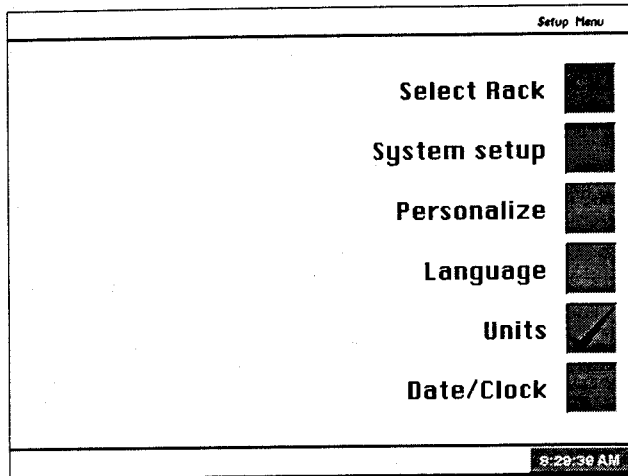 Setup Menu
Select Rack
System setup
Personalize
Language
Units
Date/Clock
8:29:30 AM